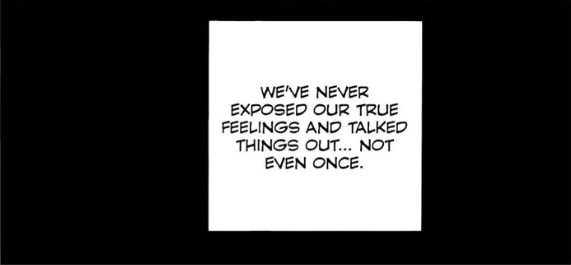 WE'VE NEVER
EXPOSED OUR TRUE
FEELINGS AND TALKED
THINGS OUT... NOT
EVEN ONCE.